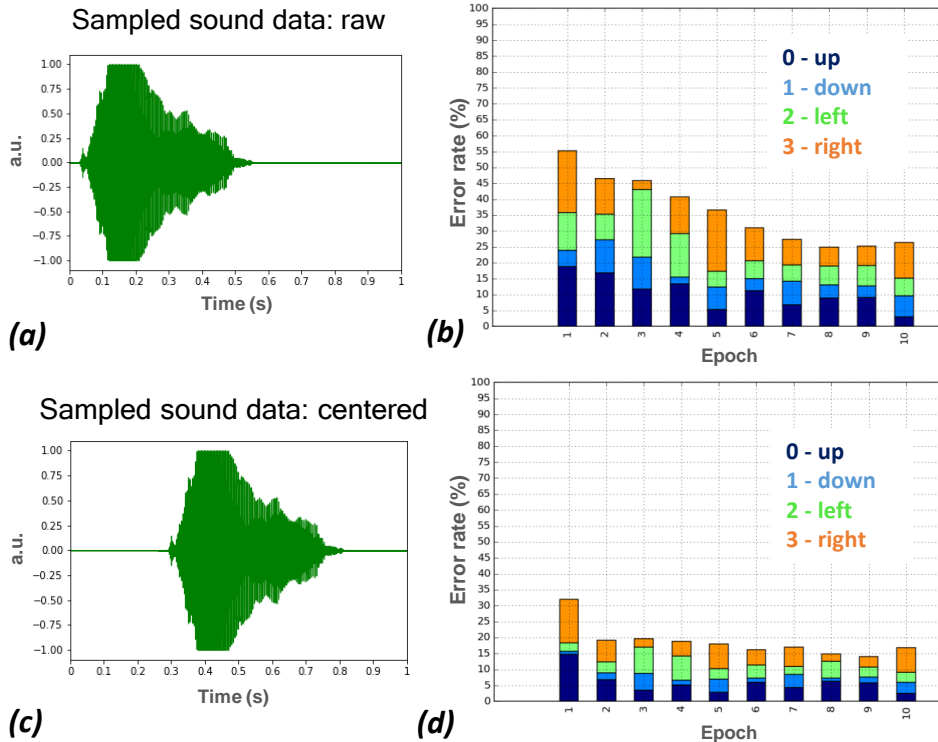 Sampled sound data: raw
1.00
0.75
0.50
0.25
0.00
−0.25
−0.50
−0.75
−1.00
a.u.
0 0.1 0.2 0.3 0.4 0.5 0.6 0.7 0.8 0.9 1
Time (s)
(a)
100
95
90
85
80
75
70
65
60
55
50
45
40
35
30
25
20
15
10
5
0
Error rate (%)
0 - up
1 - down
2 - left
3 - right
1 2 3 4 5 6 7 8 9 10
Epoch
(b)
Sampled sound data: centered
1.00
0.75
0.50
0.25
0.00
−0.25
−0.50
−0.75
−1.00
a.u.
0 0.1 0.2 0.3 0.4 0.5 0.6 0.7 0.8 0.9 1
Time (s)
(c)
100
95
90
85
80
75
70
65
60
55
50
45
40
35
30
25
20
15
10
5
0
Error rate (%)
0 - up
1 - down
2 - left
3 - right
1 2 3 4 5 6 7 8 9 10
Epoch
(d)